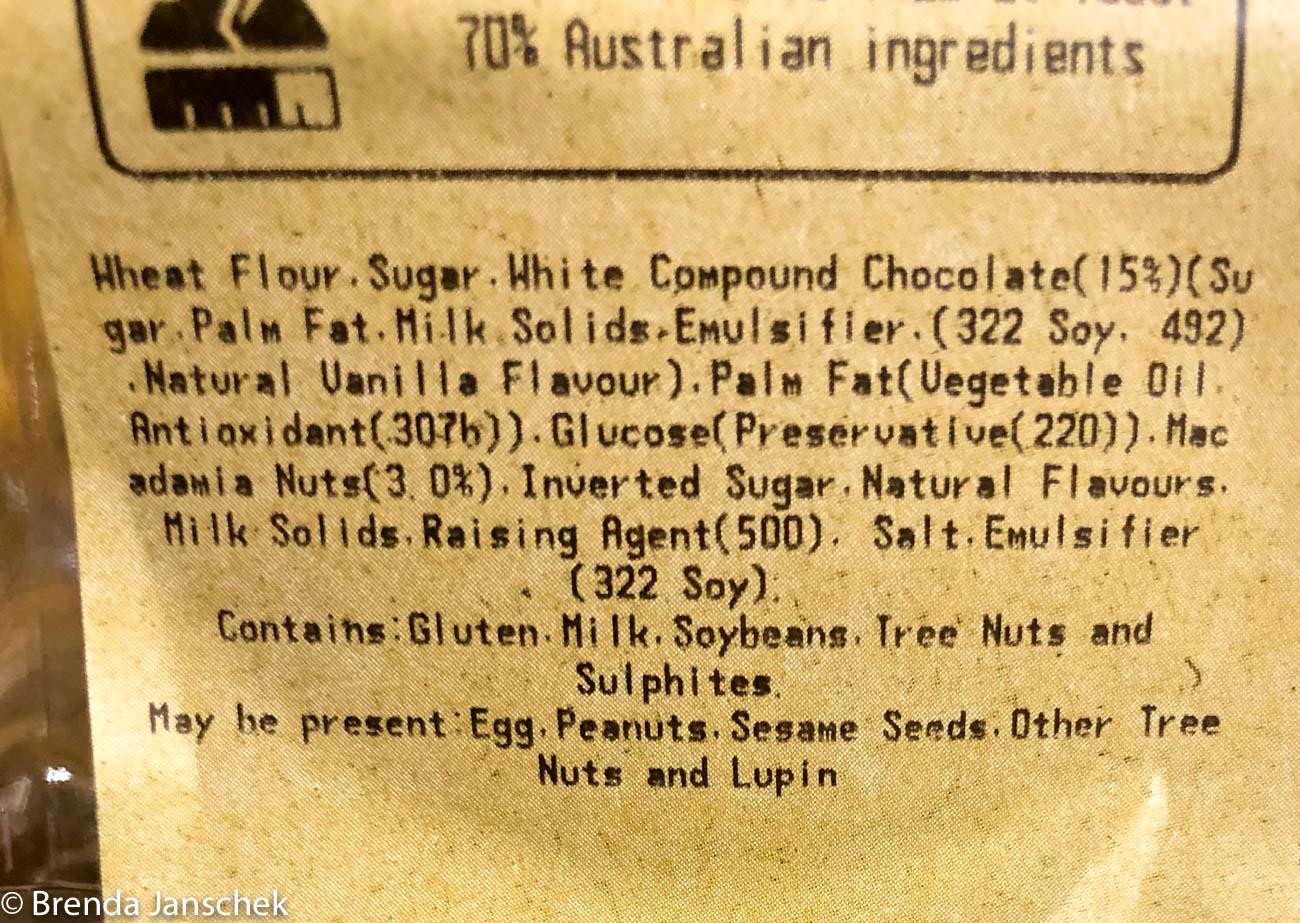 70% Australian ingredients
Wheat Flour,Sugar,White Compound Chocolate(15%)(Su
gar,Palm Fat,Milk Solids,Emulsifier,(322 Soy, 492)
,Natural Vanilla Flavour),Palm Fat(Vegetable Oil,
Antioxidant(307b)),Glucose(Preservative(220)),Mac
adamia Nuts(3.0%),Inverted Sugar,Natural Flavours,
Milk Solids,Raising Agent(500), Salt,Emulsifier
(322 Soy).
Contains:Gluten,Milk,Soybeans,Tree Nuts and
Sulphites.
May be present:Egg,Peanuts,Sesame Seeds,Other Tree
Nuts and Lupin
© Brenda Janschek